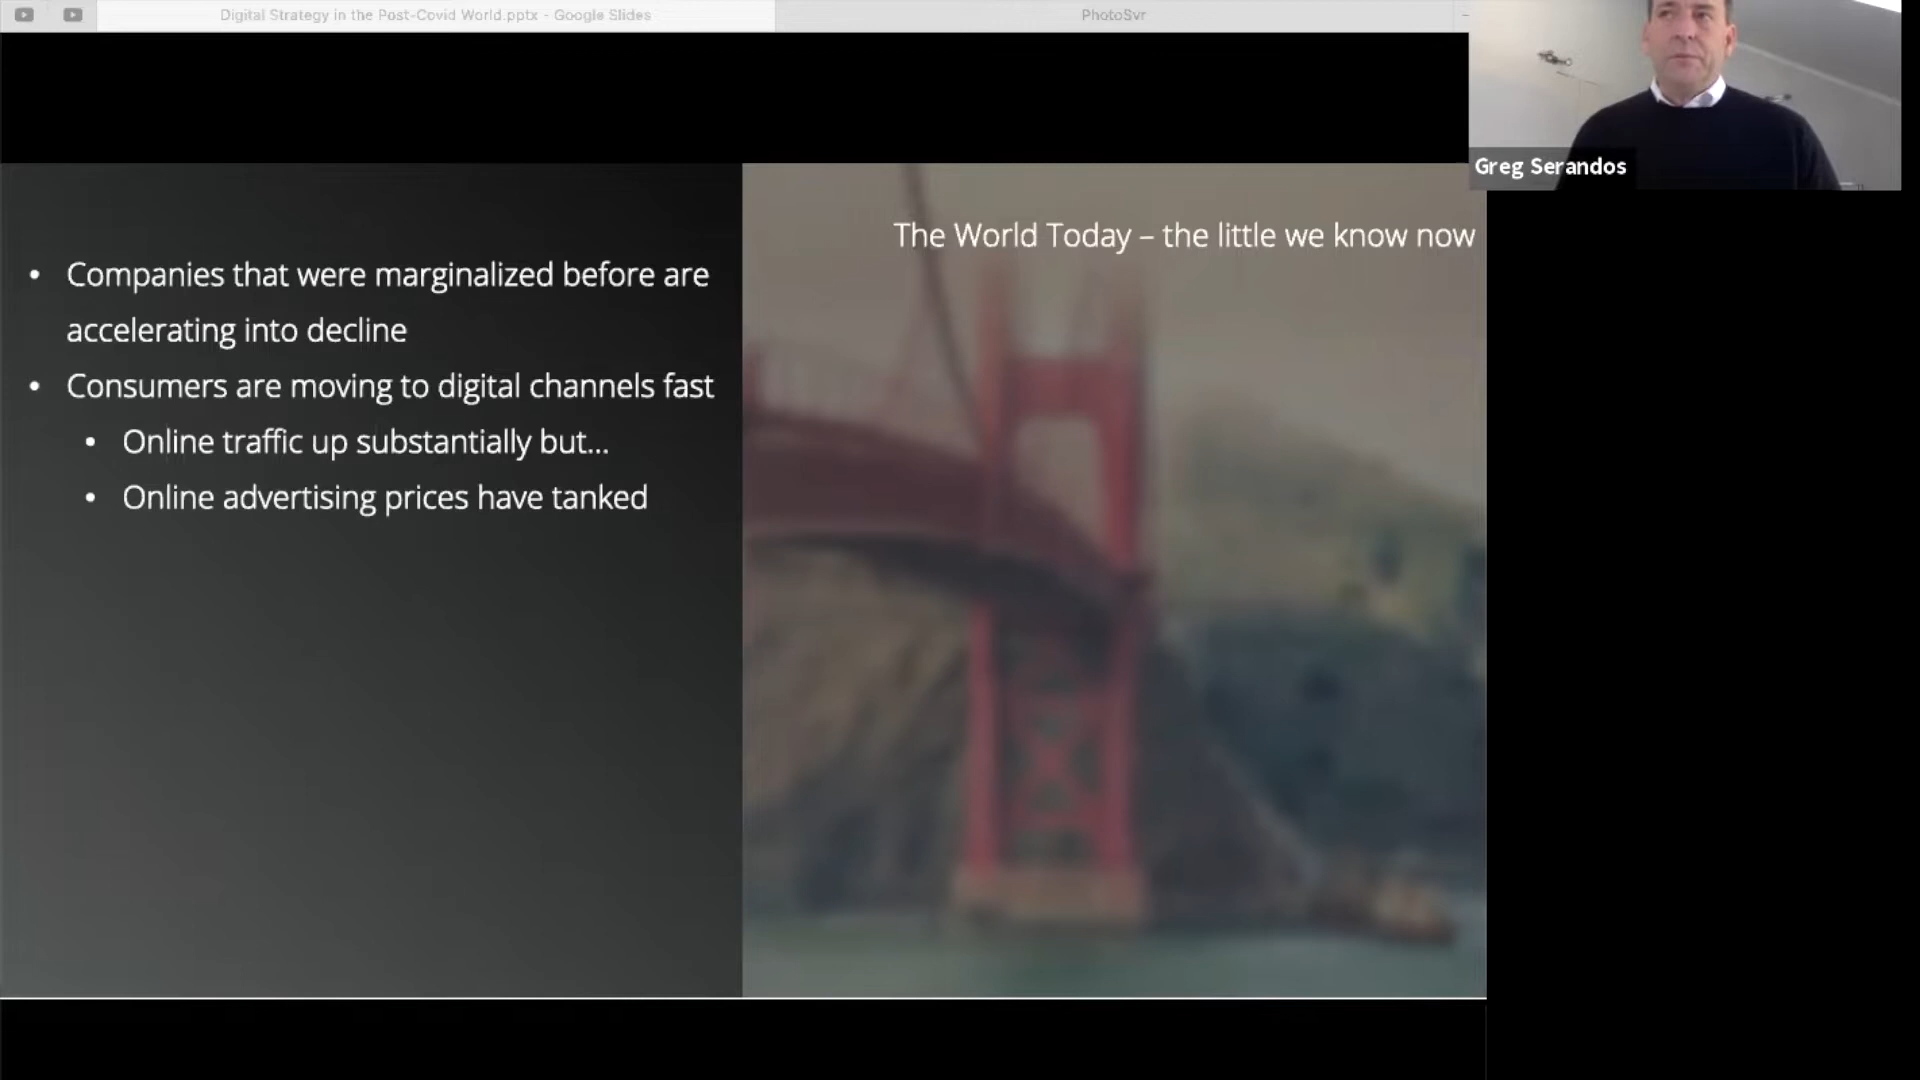 Digital Strategy in the Post-Covid World.pptx - Google Slides
PhotoSvr
Greg Serandos
The World Today – the little we know now
• Companies that were marginalized before are
accelerating into decline
• Consumers are moving to digital channels fast
• Online traffic up substantially but...
• Online advertising prices have tanked